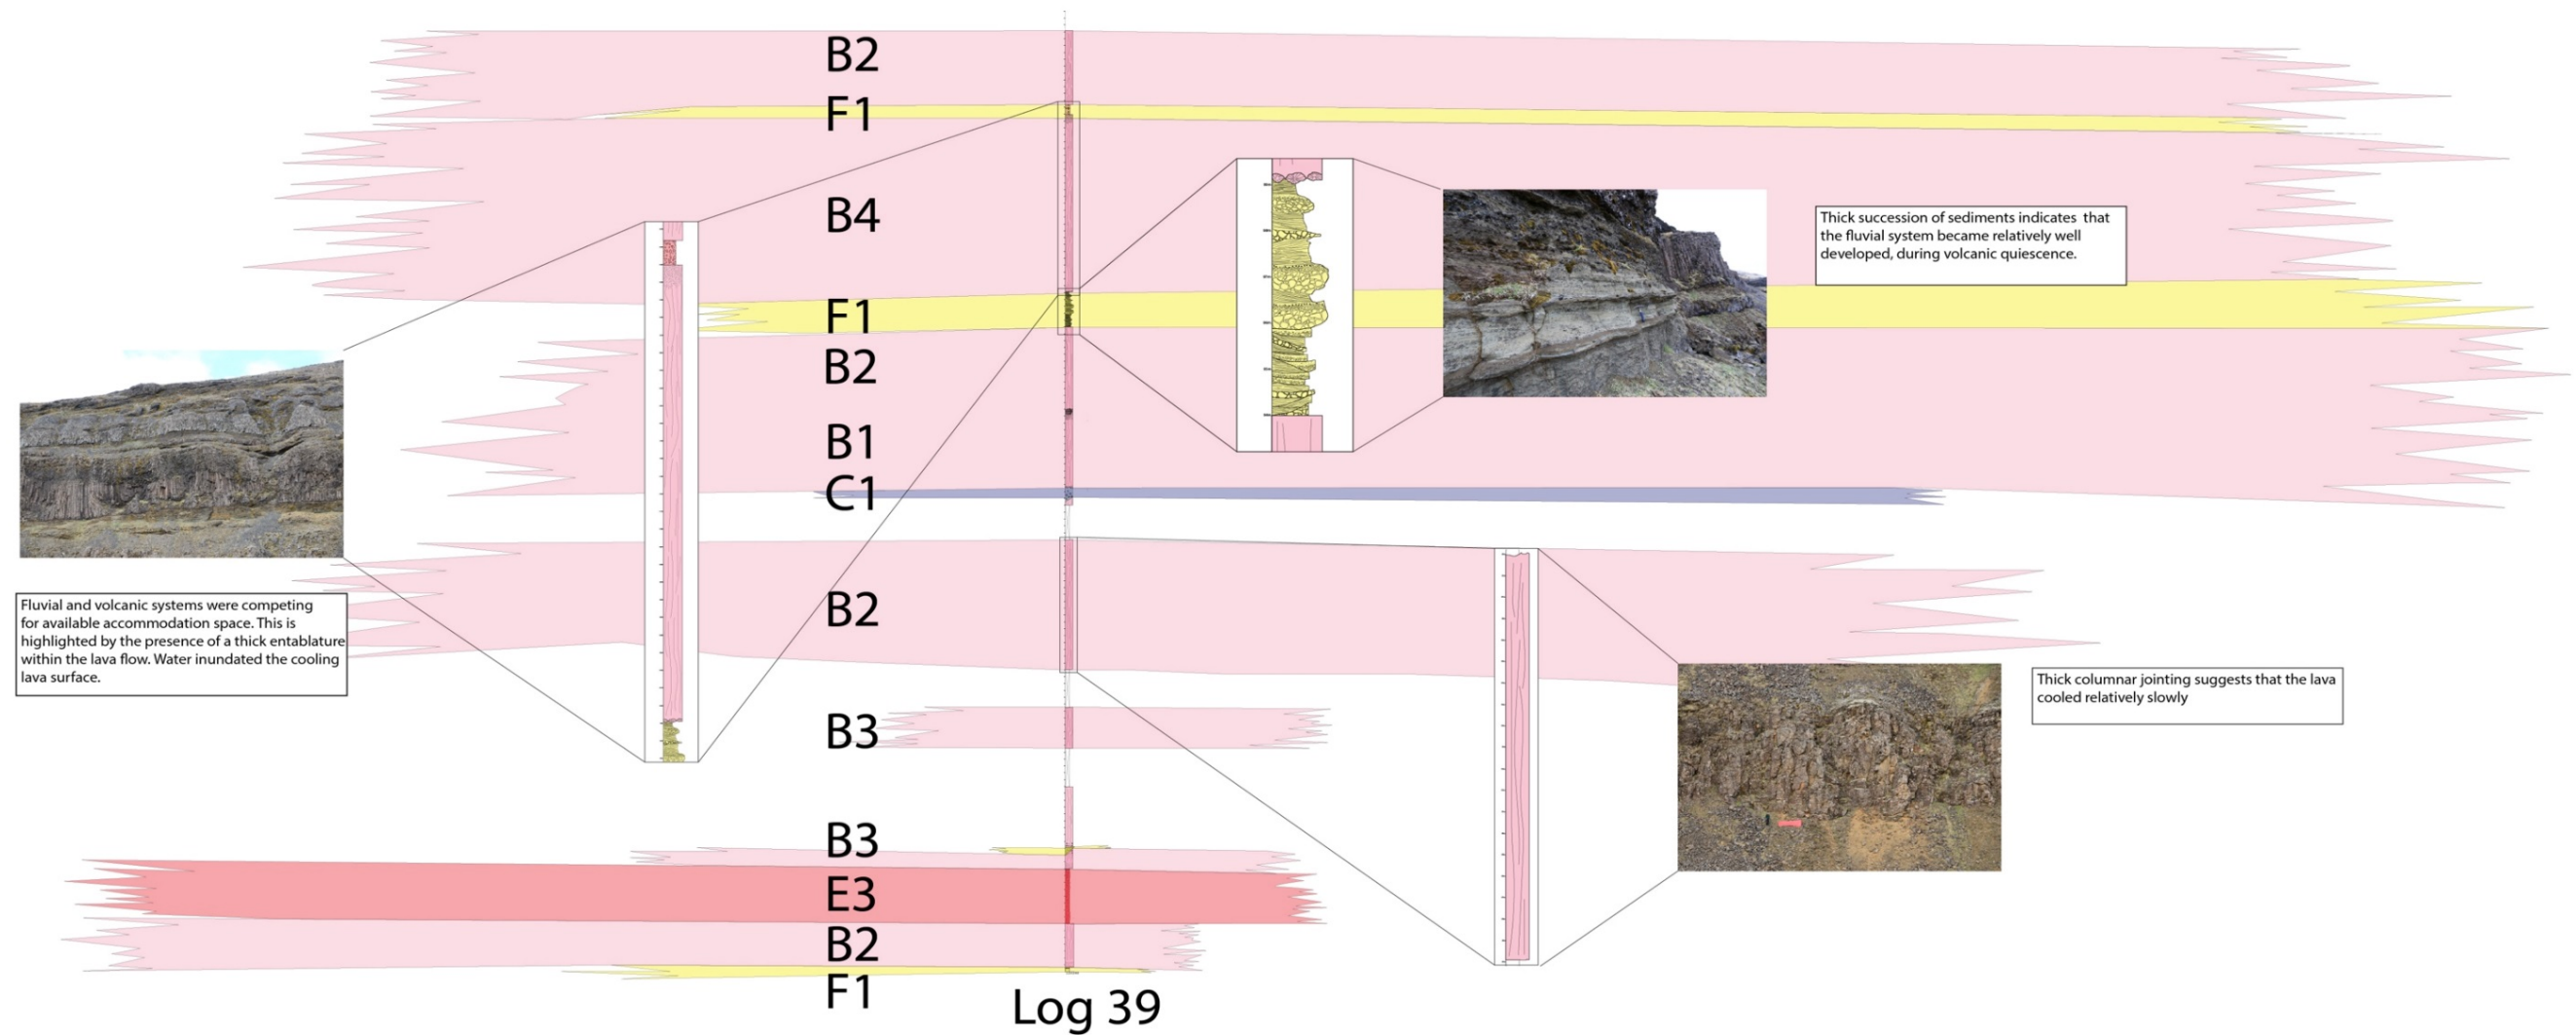 B2
F1
B4
Thick succession of sediments indicates that
the fluvial system became relatively well
developed, during volcanic quiescence.
F1
B2
B1
C1
B2
Fluvial and volcanic systems were competing
for available accommodation space. This is
highlighted by the presence of a thick entablature
within the lava flow. Water inundated the cooling
lava surface.
Thick columnar jointing suggests that the lava
cooled relatively slowly
B3
B3
E3
B2
F1
Log 39